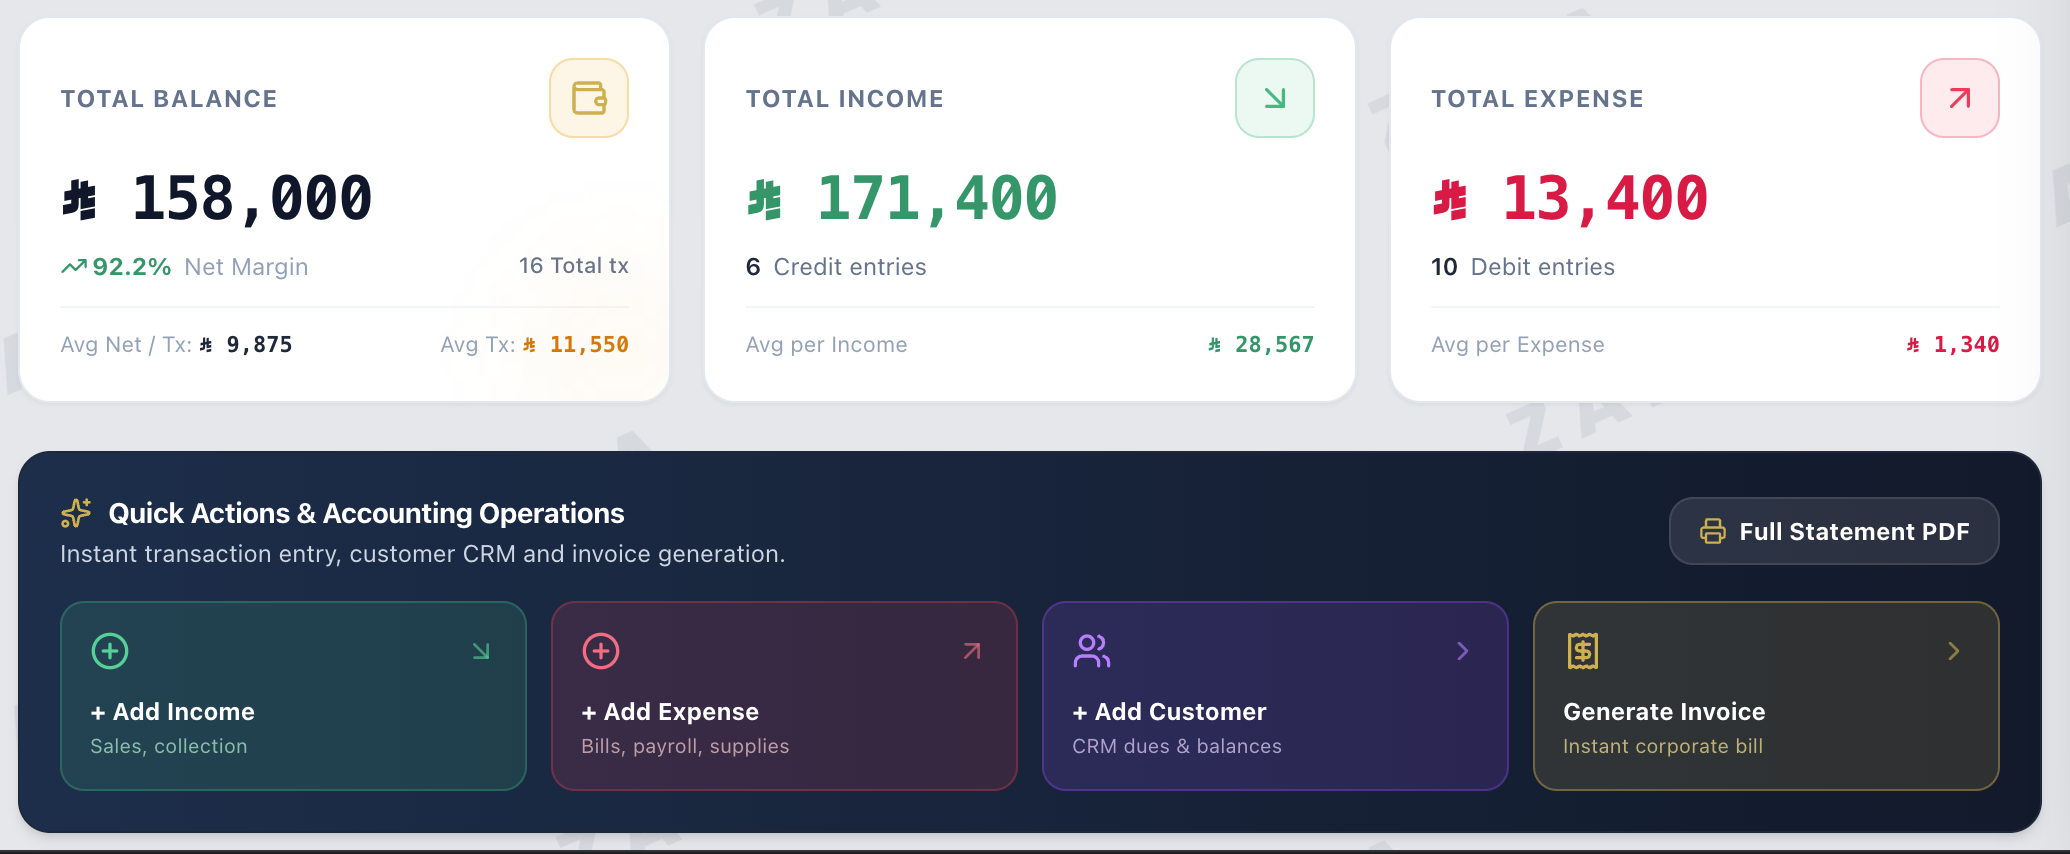 TOTAL BALANCE
⃁ 158,000
92.2% Net Margin
16 Total tx
Avg Net / Tx: ⃁ 9,875
Avg Tx: ⃁ 11,550
TOTAL INCOME
⃁ 171,400
6 Credit entries
Avg per Income
⃁ 28,567
TOTAL EXPENSE
⃁ 13,400
10 Debit entries
Avg per Expense
⃁ 1,340
Quick Actions & Accounting Operations
Instant transaction entry, customer CRM and invoice generation.
Full Statement PDF
+ Add Income
Sales, collection
+ Add Expense
Bills, payroll, supplies
+ Add Customer
CRM dues & balances
Generate Invoice
Instant corporate bill